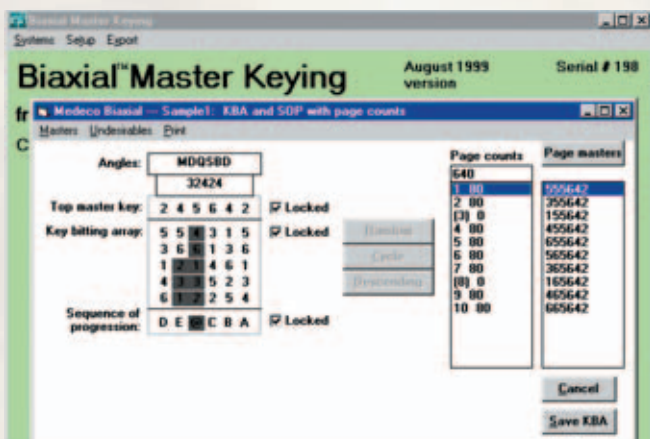 Biaxial Master Keying
Systems Setup Export
Biaxial™ Master Keying
August 1999
version
Serial # 198
fr
C
Medeco Biaxial — Sample1: KBA and SOP with page counts
Masters Undesirables Print
Angles: MDQSBD
32424
Top master key: 2 4 5 6 4 2 Locked
Key bitting array: 5 5 4 3 1 5 Locked
3 6 6 1 3 6
1 2 1 4 6 1
4 3 3 5 2 3
6 1 2 2 5 4
Sequence of
progression: D E C B A Locked
Cycle
Descending
Page counts
640
1 80
2 80
(3) 0
4 80
5 80
6 80
7 80
(8) 0
9 80
10 80
Page masters
555642
355642
155642
455642
655642
565642
365642
165642
465642
665642
Cancel
Save KBA